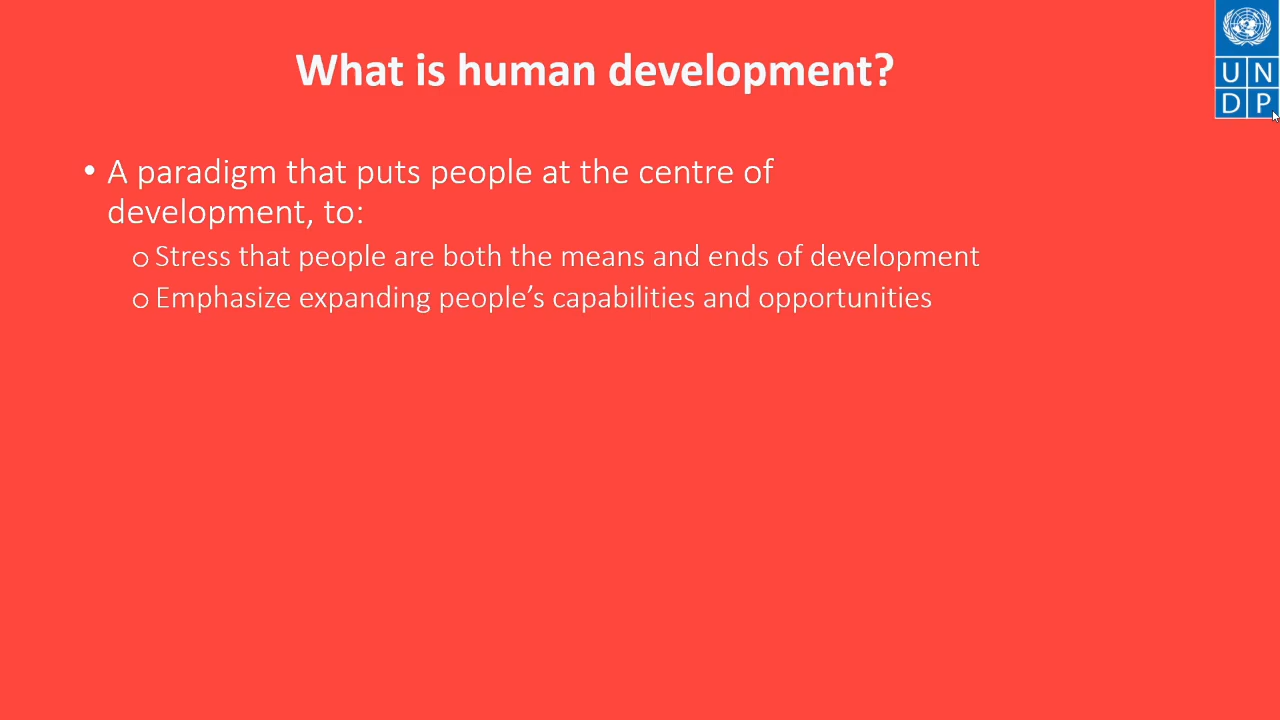 What is human development?
U N
D P
• A paradigm that puts people at the centre of
development, to:
o Stress that people are both the means and ends of development
o Emphasize expanding people’s capabilities and opportunities